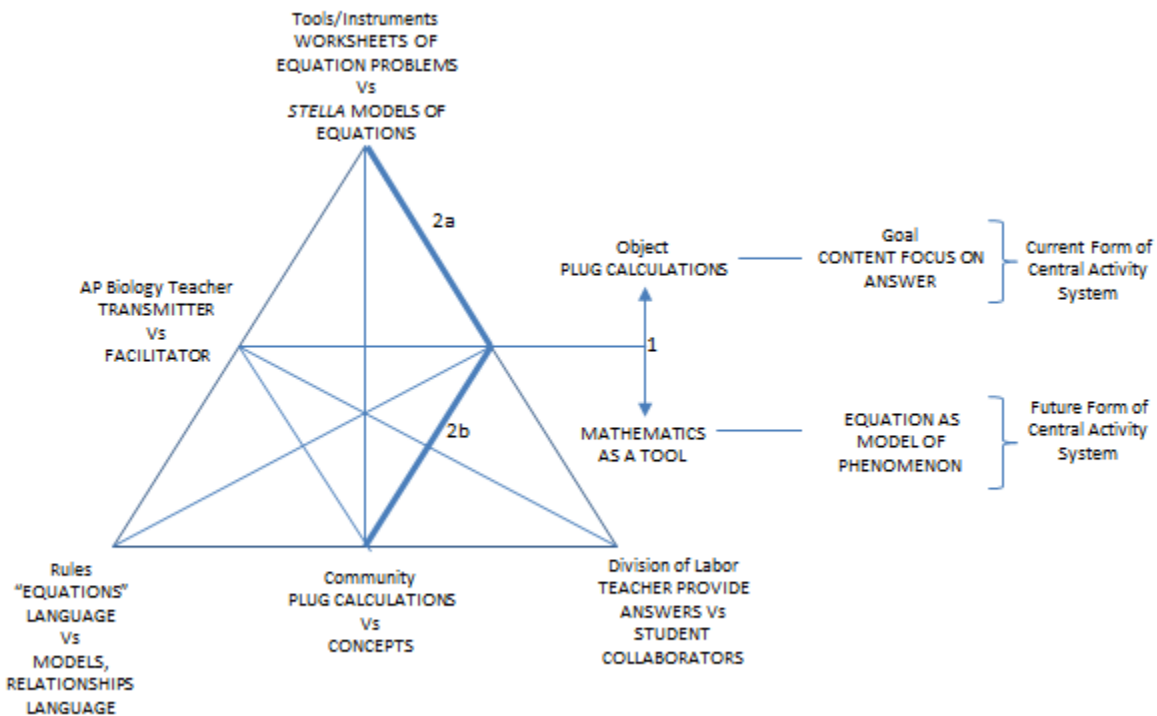 Tools/Instruments
WORKSHEETS OF
EQUATION PROBLEMS
Vs
STELLA MODELS OF
EQUATIONS
2a
AP Biology Teacher
TRANSMITTER
Vs
FACILITATOR
Object
PLUG CALCULATIONS
Goal
CONTENT FOCUS ON
ANSWER
Current Form of
Central Activity
System
1
2b
MATHEMATICS
AS A TOOL
EQUATION AS
MODEL OF
PHENOMENON
Future Form of
Central Activity
System
Rules
“EQUATIONS”
LANGUAGE
Vs
MODELS,
RELATIONSHIPS
LANGUAGE
Community
PLUG CALCULATIONS
Vs
CONCEPTS
Division of Labor
TEACHER PROVIDE
ANSWERS Vs
STUDENT
COLLABORATORS